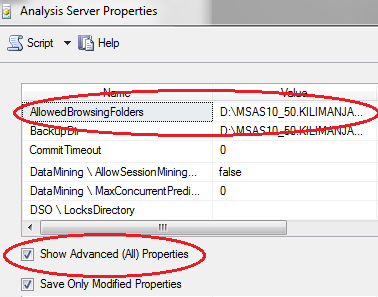 Analysis Server Properties
Script Help
Name Value
AllowedBrowsingFolders D:\MSAS10_50.KILIMANJA...
BackupDir D:\MSAS10_50.KILIMANJA...
CommitTimeout 0
DataMining \ AllowSessionMining... false
DataMining \ MaxConcurrentPredi... 0
DSO \ LocksDirectory
Show Advanced (All) Properties
Save Only Modified Properties